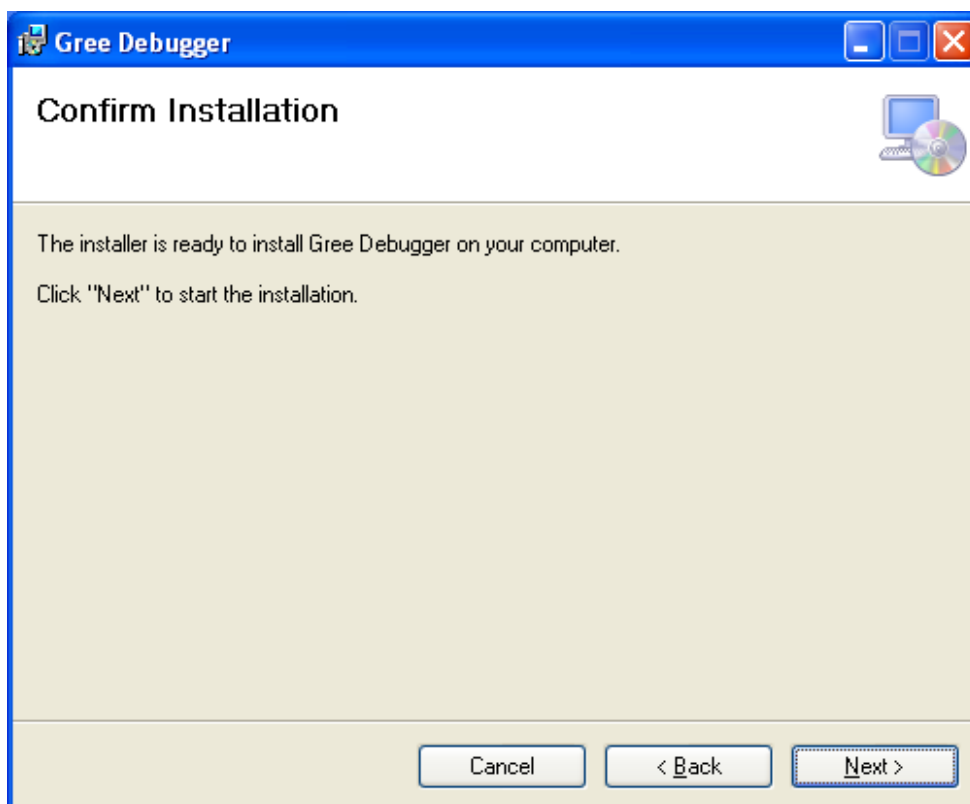 Gree Debugger
Confirm Installation
The installer is ready to install Gree Debugger on your computer.
Click "Next" to start the installation.
Cancel
< Back
Next >